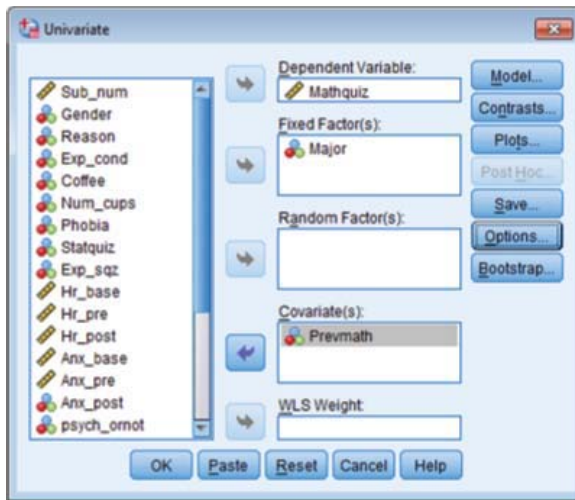 Univariate
Sub_num
Gender
Reason
Exp_cond
Coffee
Num_cups
Phobia
Statquiz
Exp_sqz
Hr_base
Hr_pre
Hr_post
Anx_base
Anx_pre
Anx_post
psych_ornot
Dependent Variable:
Mathquiz
Fixed Factor(s):
Major
Random Factor(s):
Covariate(s):
Prevmath
WLS Weight:
Model...
Contrasts...
Plots...
Post Hoc...
Save...
Options...
Bootstrap...
OK Paste Reset Cancel Help